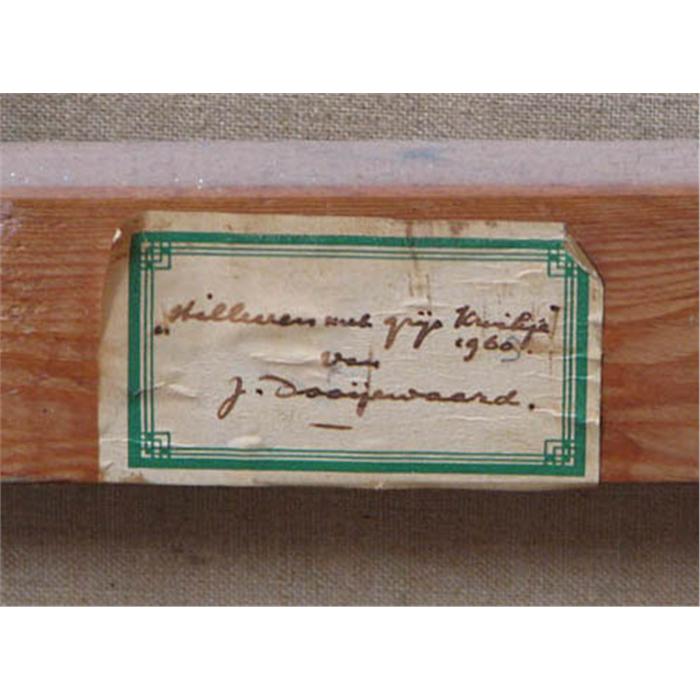 „Stilleven met grijs Kruikje"
1960.
van
J. Dooijewaard.